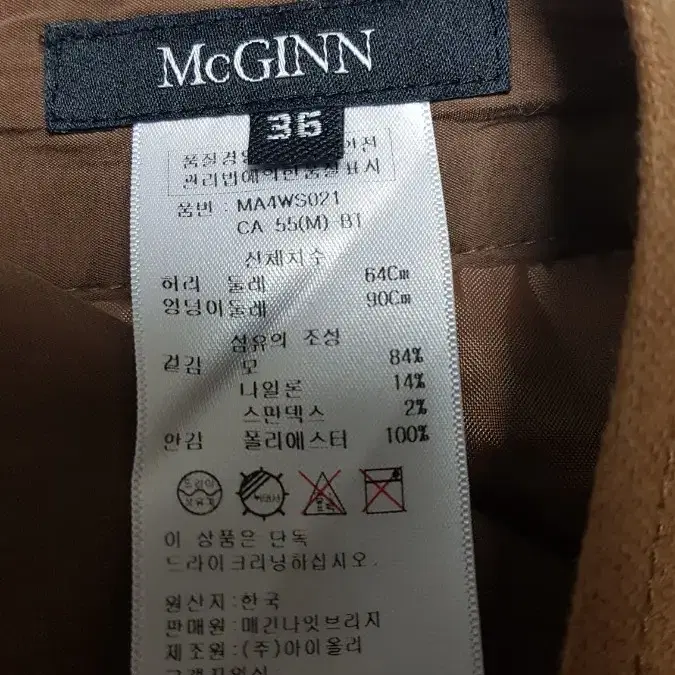 McGINN
36
품질경 안전
관리법에의한품질표시
품번 : MA4WS021
CA 55(M) BT
신체치수
허리 둘레 64Cm
엉덩이둘레 90Cm
섬유의 조성
겉감 모 84%
나일론 14%
스판덱스 2%
안감 폴리에스터 100%
드라이
석유계
이 상품은 단독
드라이크리닝하십시오.
원산지:한국
판매원:매긴나잇브리지
제조원:(주)아이올리